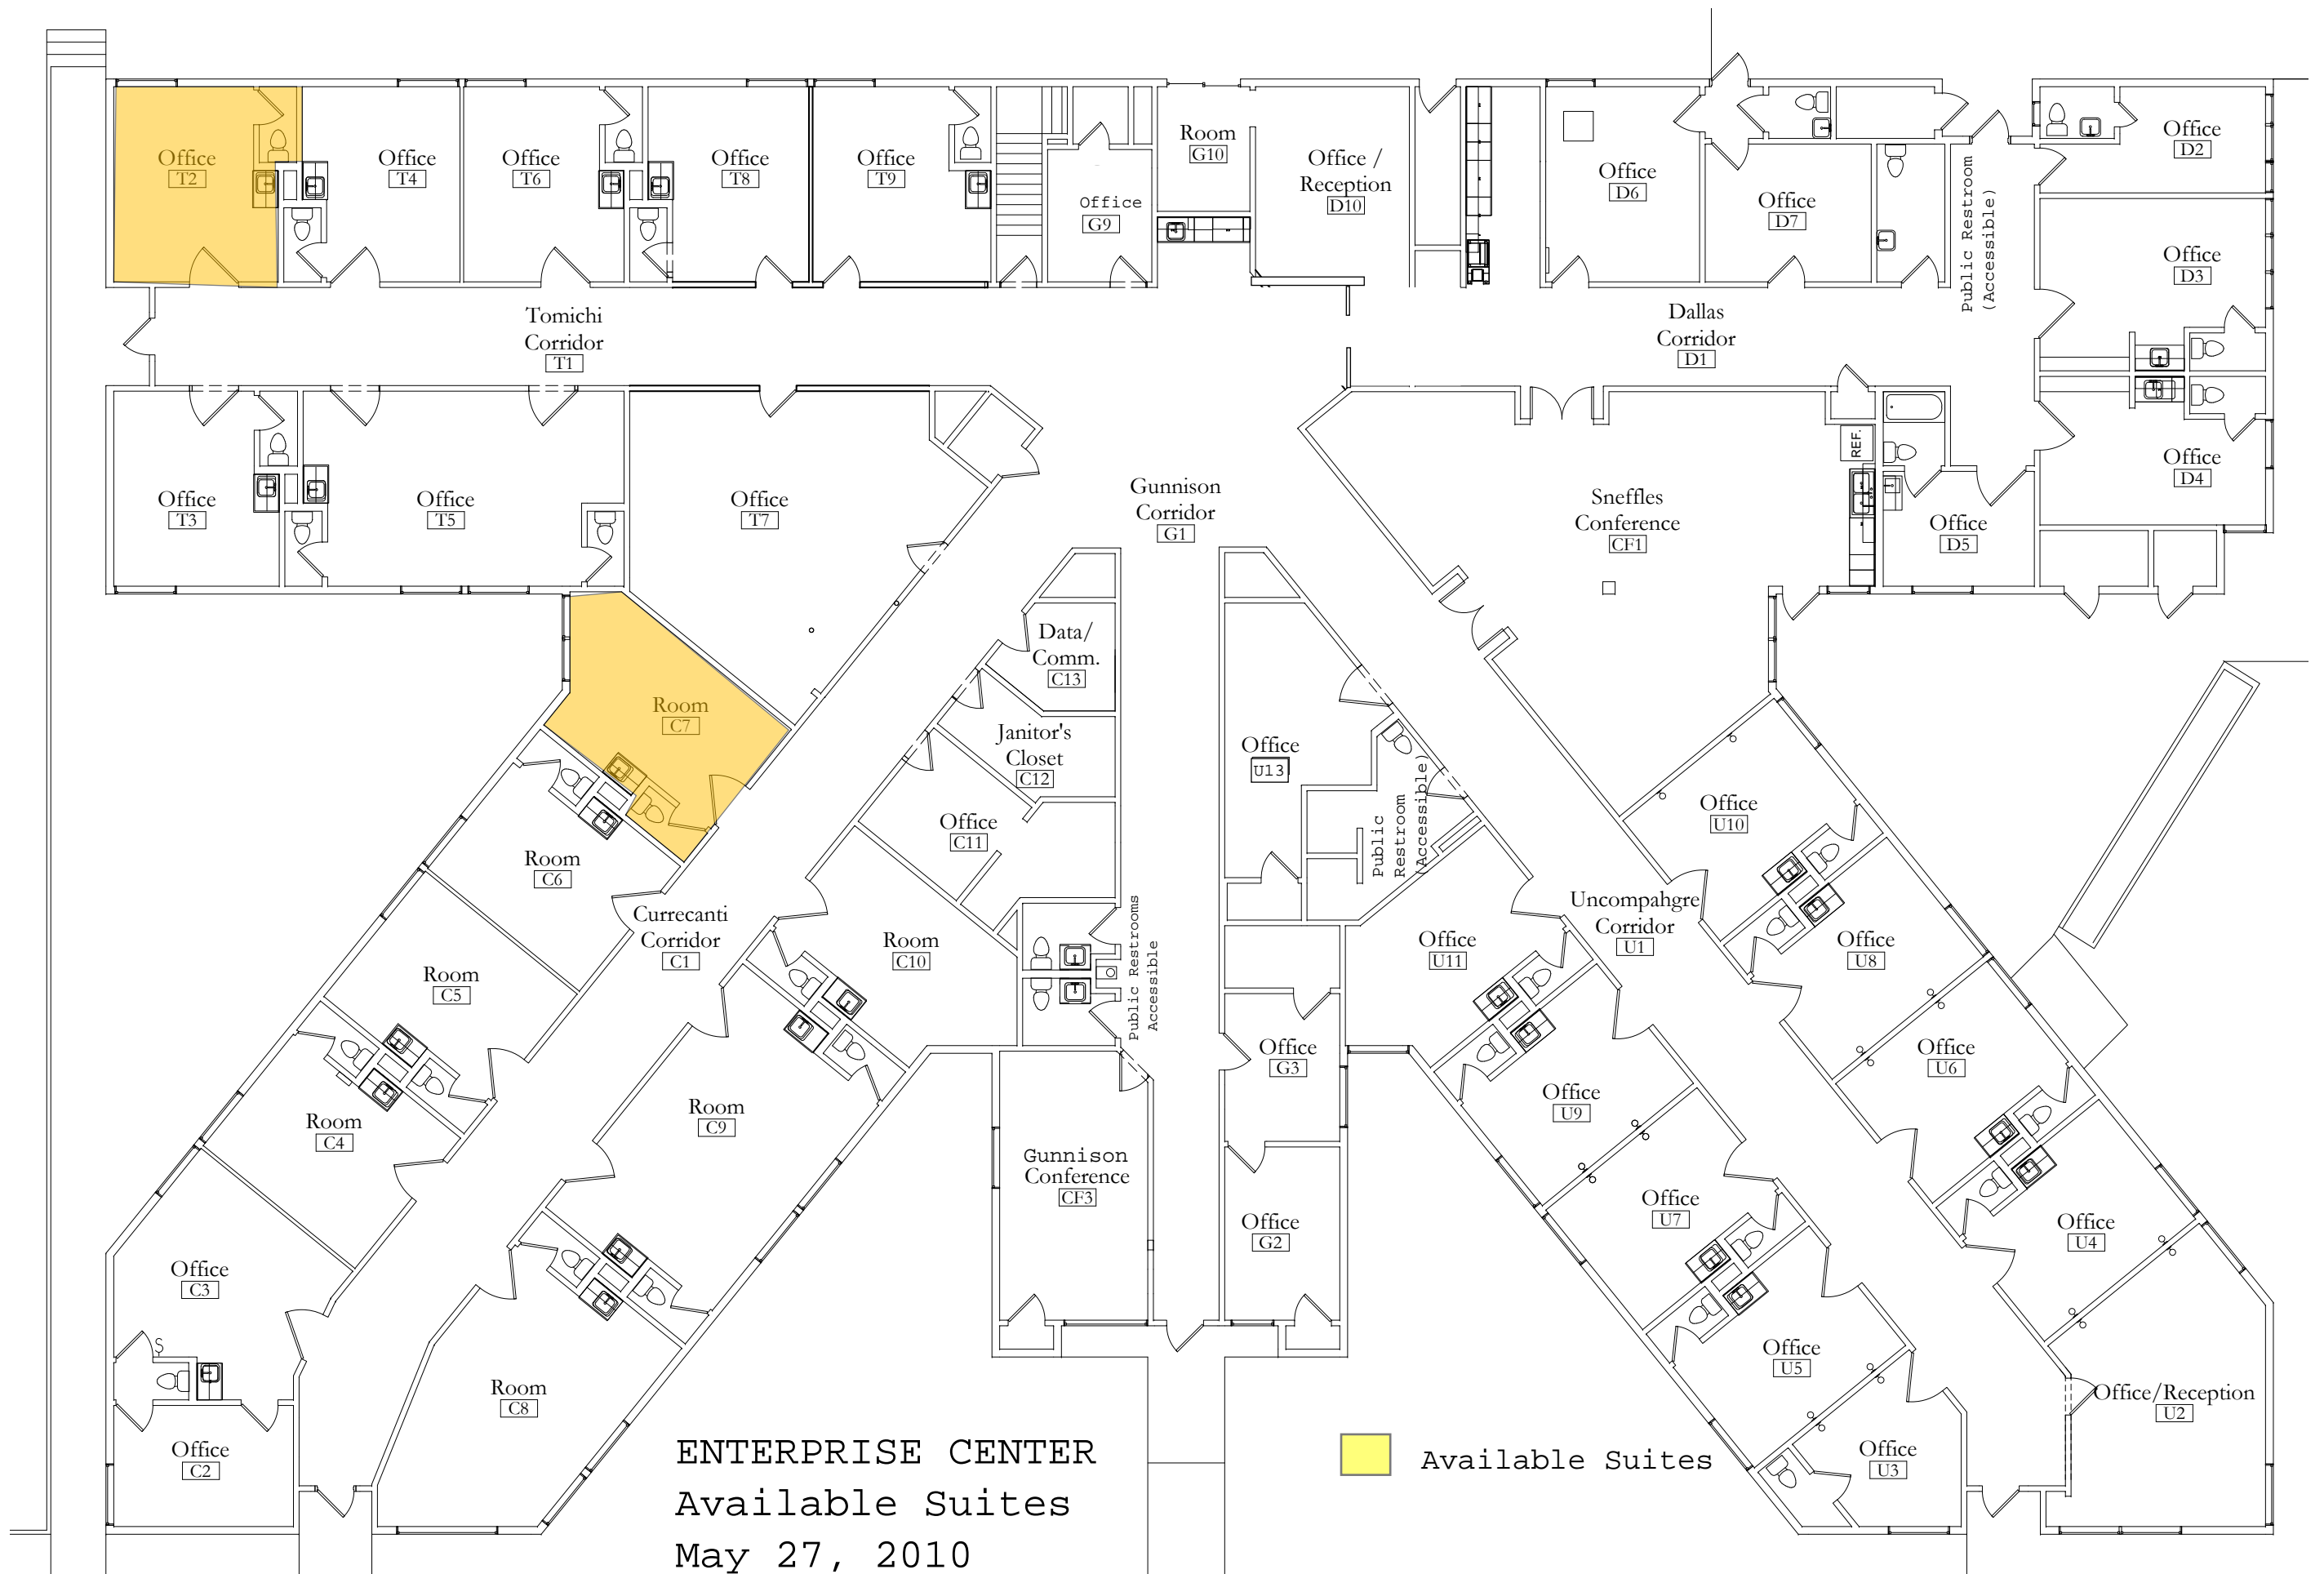 Office
T2
Office
T4
Office
T6
Office
T8
Office
T9
Office
G9
Room
G10
Office /
Reception
D10
Office
D6
Office
D7
Public Restroom
(Accessible)
Office
D2
Office
D3
Tomichi
Corridor
T1
Dallas
Corridor
D1
Office
T3
Office
T5
Office
T7
Gunnison
Corridor
G1
Sneffles
Conference
CF1
REF.
Office
D5
Office
D4
Room
C7
Data/
Comm.
C13
Janitor's
Closet
C12
Office
C11
Office
U13
Public
Restroom
(Accessible)
Office
U10
Room
C6
Currecanti
Corridor
C1
Room
C10
Public Restrooms
Accessible
Office
U11
Uncompahgre
Corridor
U1
Office
U8
Room
C5
Room
C4
Room
C9
Office
G3
Office
U9
Office
U6
Gunnison
Conference
CF3
Office
G2
Office
U7
Office
U4
Office
C3
S
Room
C8
Office
U5
Office/Reception
U2
Office
C2
Office
U3
ENTERPRISE CENTER
Available Suites
May 27, 2010
Available Suites